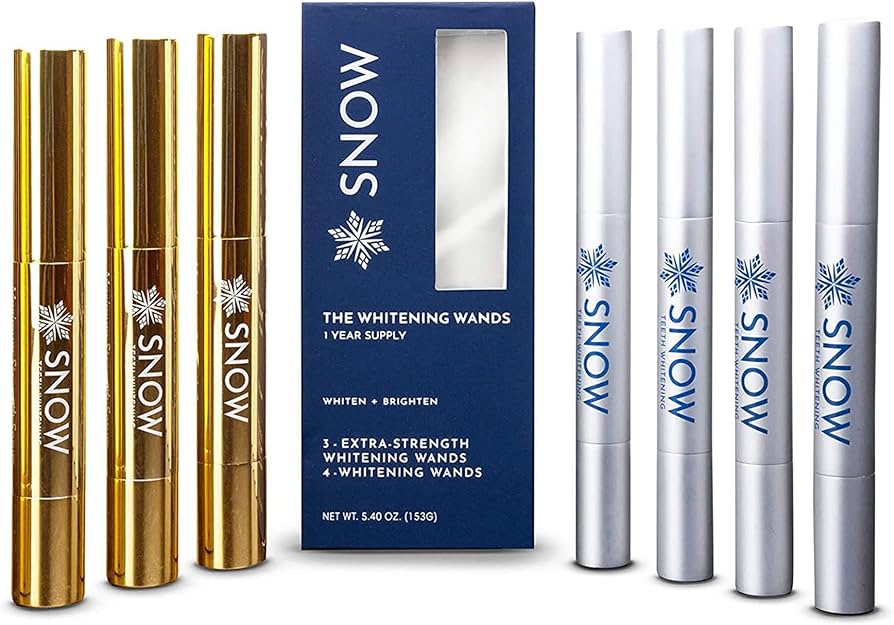 SNOW
SNOW
TEETH WHITENING
SNOW
SNOW
THE WHITENING WANDS
1 YEAR SUPPLY
WHITEN + BRIGHTEN
3 - EXTRA-STRENGTH
WHITENING WANDS
4 - WHITENING WANDS
NET WT. 5.40 OZ. (153G)
SNOW
TEETH WHITENING
SNOW
TEETH WHITENING
SNOW
TEETH WHITENING
SNOW
TEETH WHITENING